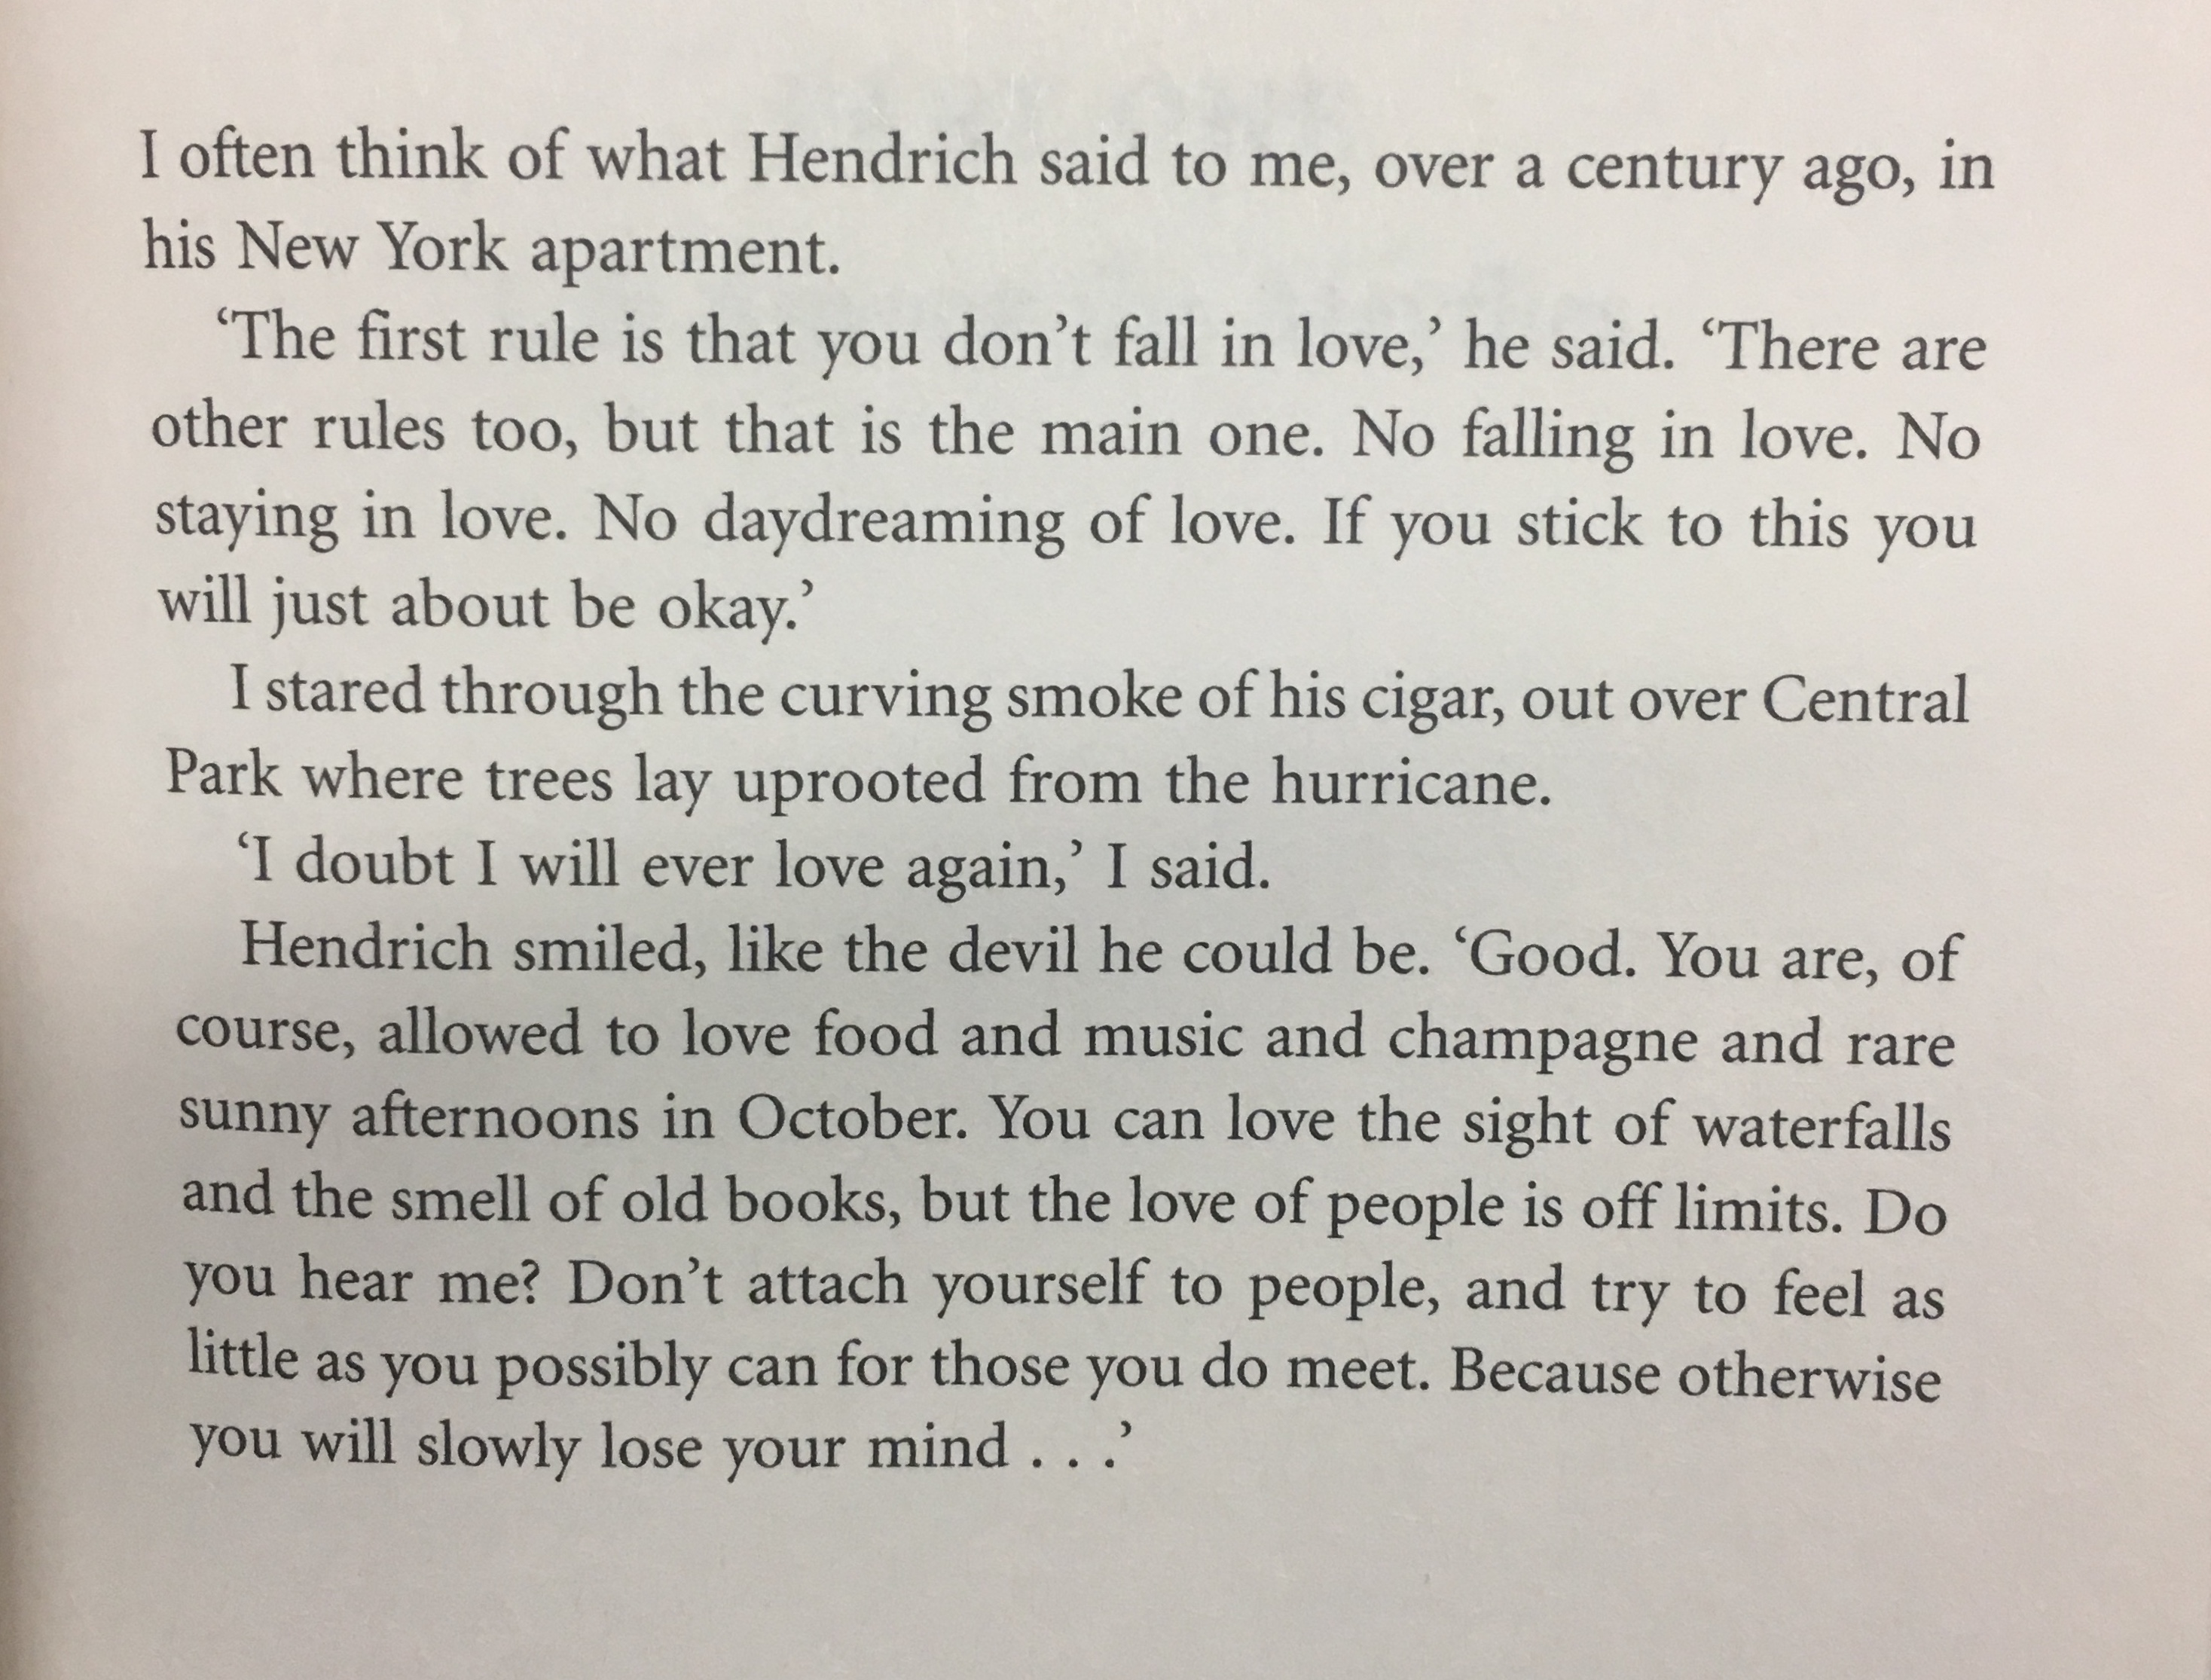 I often think of what Hendrich said to me, over a century ago, in
his New York apartment.
‘The first rule is that you don’t fall in love,’ he said. ‘There are
other rules too, but that is the main one. No falling in love. No
staying in love. No daydreaming of love. If you stick to this you
will just about be okay.’
I stared through the curving smoke of his cigar, out over Central
Park where trees lay uprooted from the hurricane.
‘I doubt I will ever love again,’ I said.
Hendrich smiled, like the devil he could be. ‘Good. You are, of
course, allowed to love food and music and champagne and rare
sunny afternoons in October. You can love the sight of waterfalls
and the smell of old books, but the love of people is off limits. Do
you hear me? Don’t attach yourself to people, and try to feel as
little as you possibly can for those you do meet. Because otherwise
you will slowly lose your mind . . .’